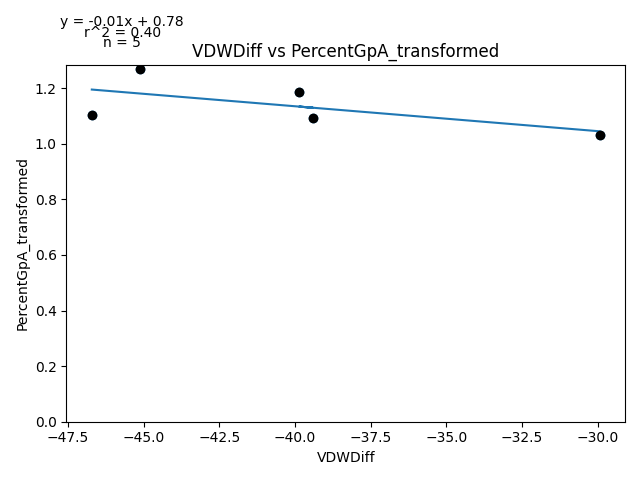 y = -0.01x + 0.78
r^2 = 0.40
n = 5
VDWDiff vs PercentGpA_transformed
PercentGpA_transformed
1.2
1.0
0.8
0.6
0.4
0.2
0.0
−47.5 −45.0 −42.5 −40.0 −37.5 −35.0 −32.5 −30.0
VDWDiff